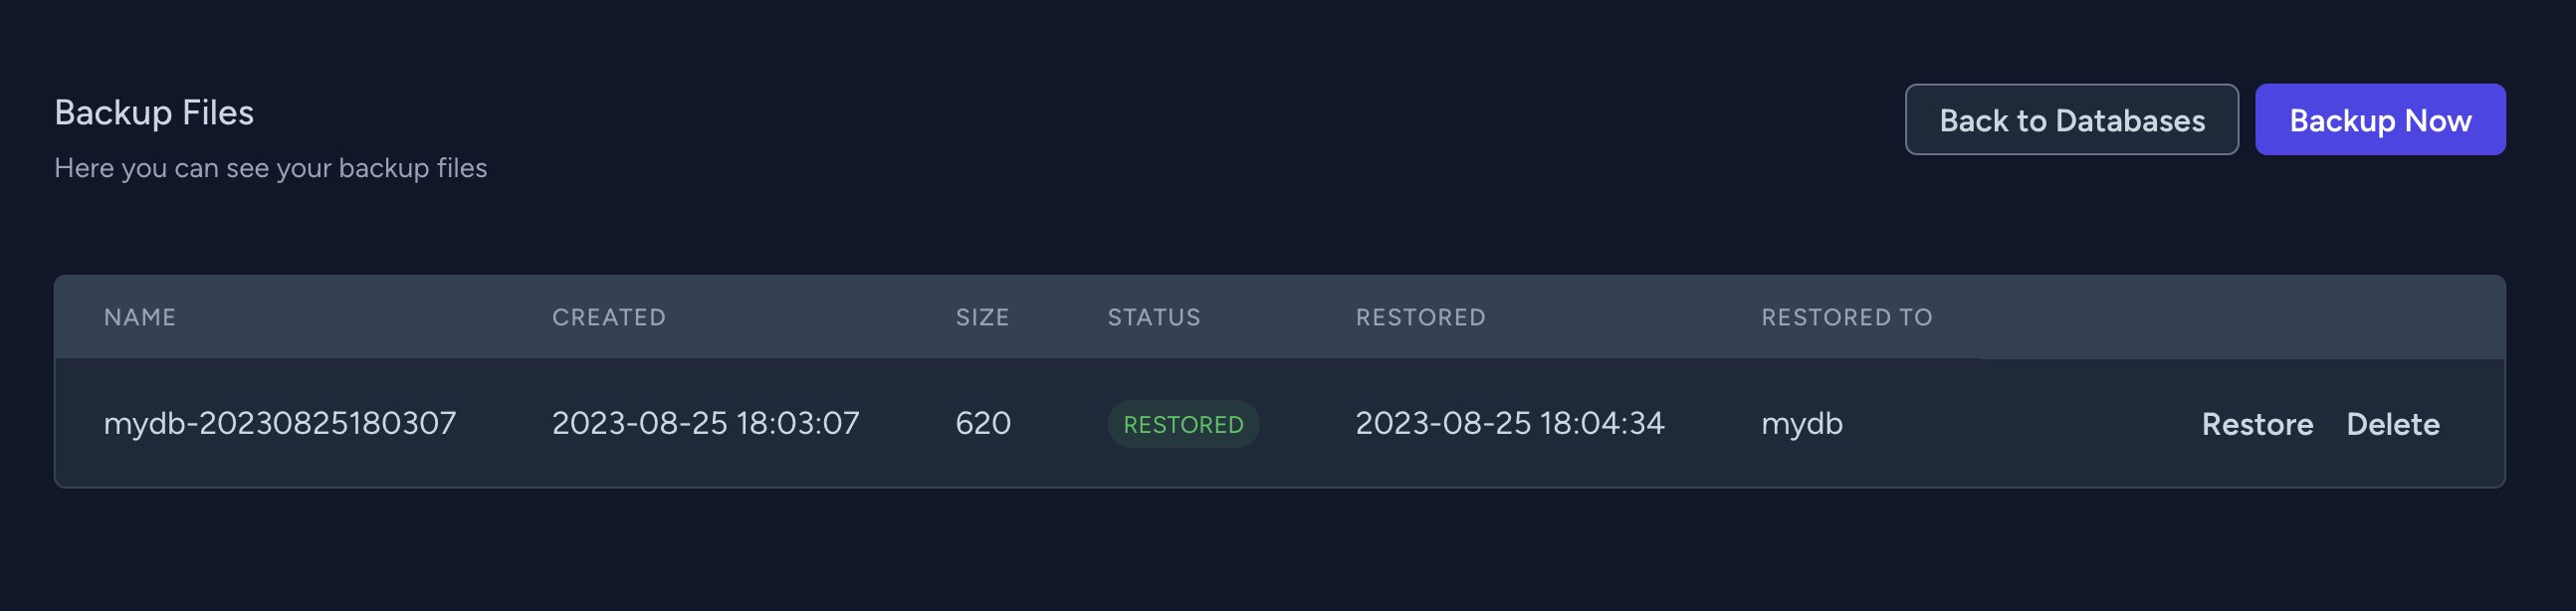 Backup Files
Here you can see your backup files
Back to Databases
Backup Now
NAME CREATED SIZE STATUS RESTORED RESTORED TO
mydb-20230825180307 2023-08-25 18:03:07 620 RESTORED 2023-08-25 18:04:34 mydb Restore Delete